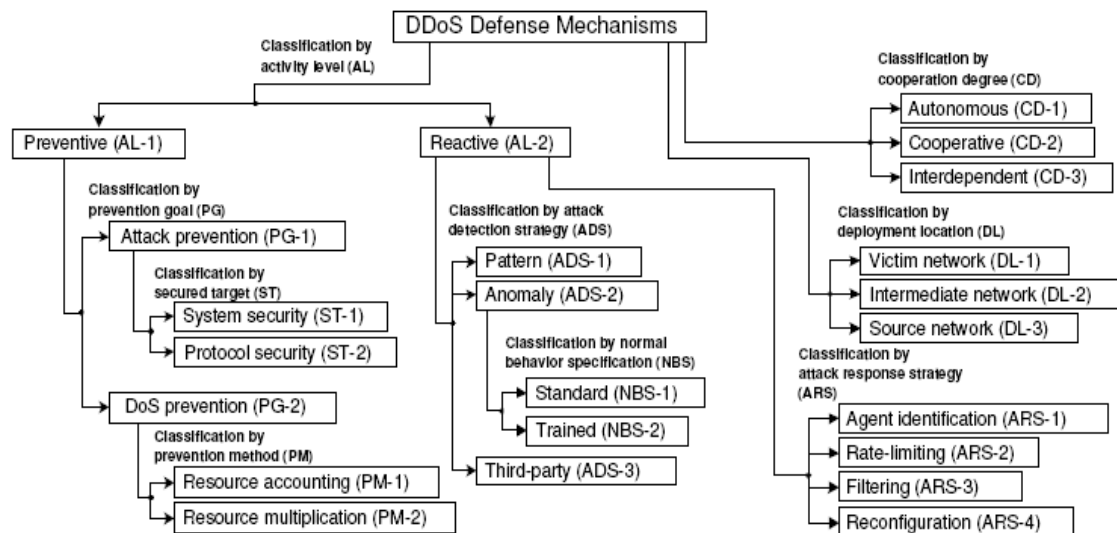 DDoS Defense Mechanisms
Classification by
activity level (AL)
Preventive (AL-1)
Classification by
prevention goal (PG)
Attack prevention (PG-1)
Classification by
secured target (ST)
System security (ST-1)
Protocol security (ST-2)
DoS prevention (PG-2)
Classification by
prevention method (PM)
Resource accounting (PM-1)
Resource multiplication (PM-2)
Reactive (AL-2)
Classification by attack
detection strategy (ADS)
Pattern (ADS-1)
Anomaly (ADS-2)
Classification by normal
behavior specification (NBS)
Standard (NBS-1)
Trained (NBS-2)
Third-party (ADS-3)
Classification by
cooperation degree (CD)
Autonomous (CD-1)
Cooperative (CD-2)
Interdependent (CD-3)
Classification by
deployment location (DL)
Victim network (DL-1)
Intermediate network (DL-2)
Source network (DL-3)
Classification by
attack response strategy
(ARS)
Agent identification (ARS-1)
Rate-limiting (ARS-2)
Filtering (ARS-3)
Reconfiguration (ARS-4)